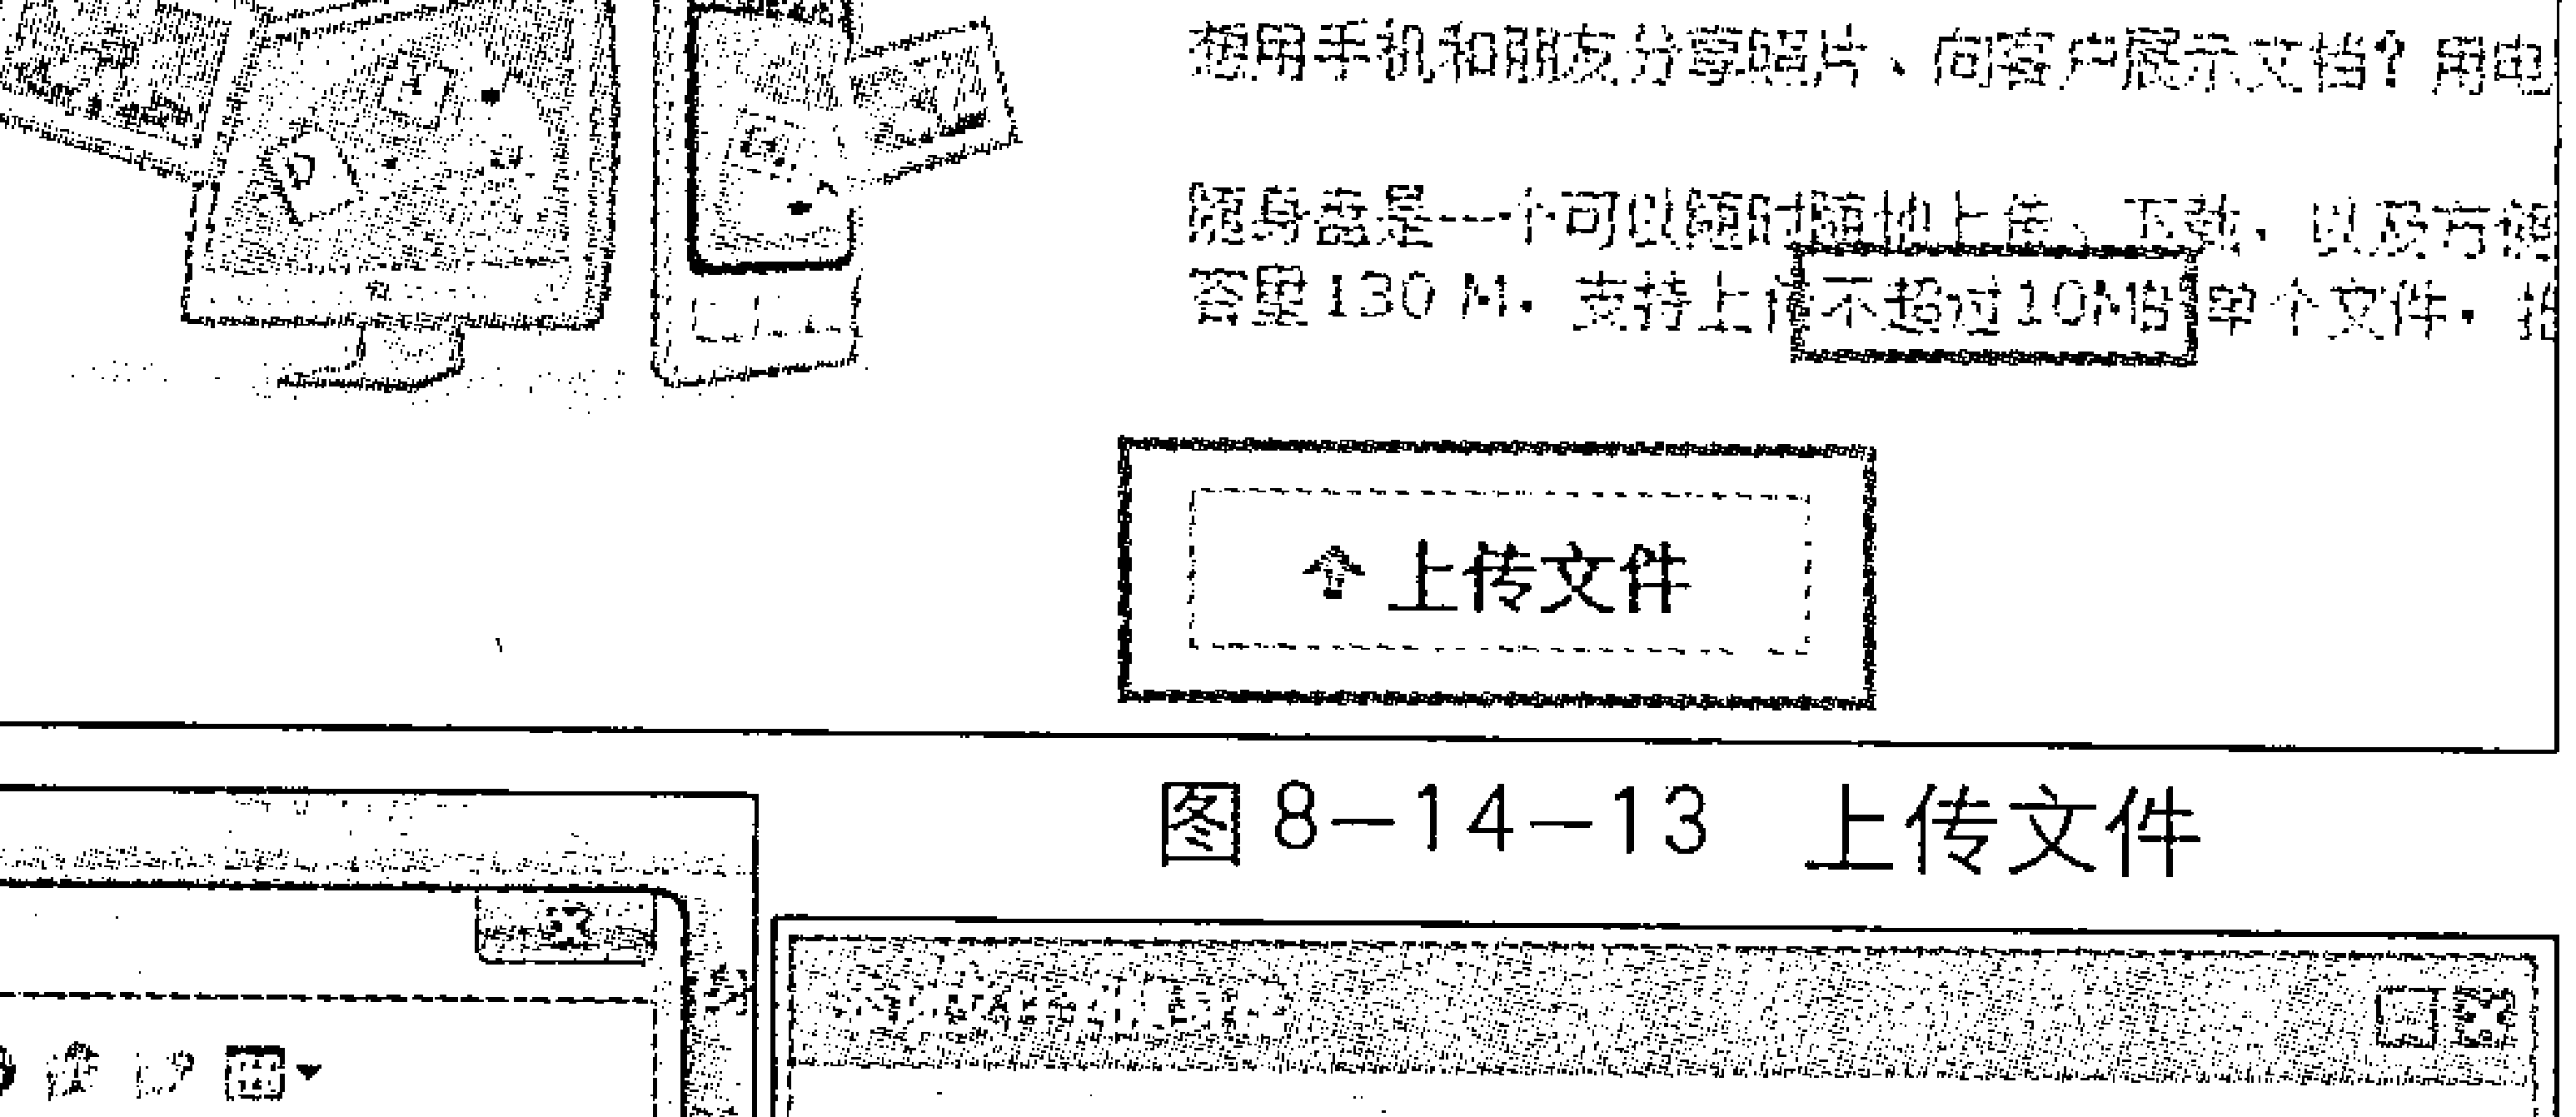 想用手机和朋友分享照片、向客户展示文档？用电
随身盘是一个可以随时随地上传、下载，以及方便
容量130 M，支持上传不超过10MB单个文件，
上传文件
图8-14-13 上传文件